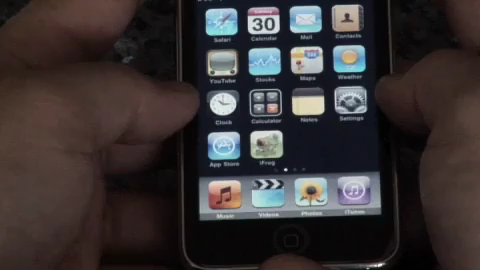 Safari Calendar Mail Contacts
30
YouTube Stocks Maps Weather
Clock Calculator Notes Settings
App Store iFrog
Music Videos Photos iTunes